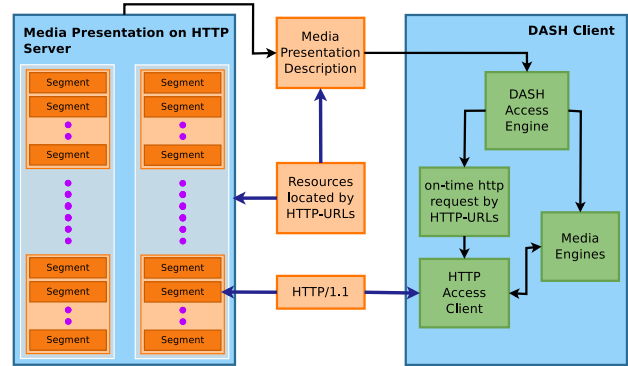 Media Presentation on HTTP
Server
Segment
Segment
Segment
Segment
Segment
Segment
Segment
Segment
Segment
Segment
Segment
Segment
Media
Presentation
Description
Resources
located by
HTTP-URLs
HTTP/1.1
DASH Client
DASH
Access
Engine
on-time http
request by
HTTP-URLs
Media
Engines
HTTP
Access
Client